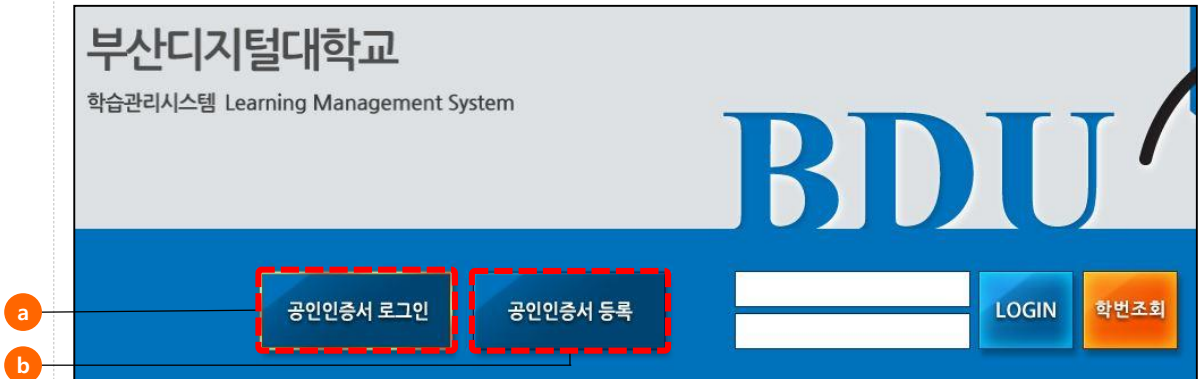 부산디지털대학교
학습관리시스템 Learning Management System
BDU
a
공인인증서 로그인
공인인증서 등록
LOGIN
학번조회
b